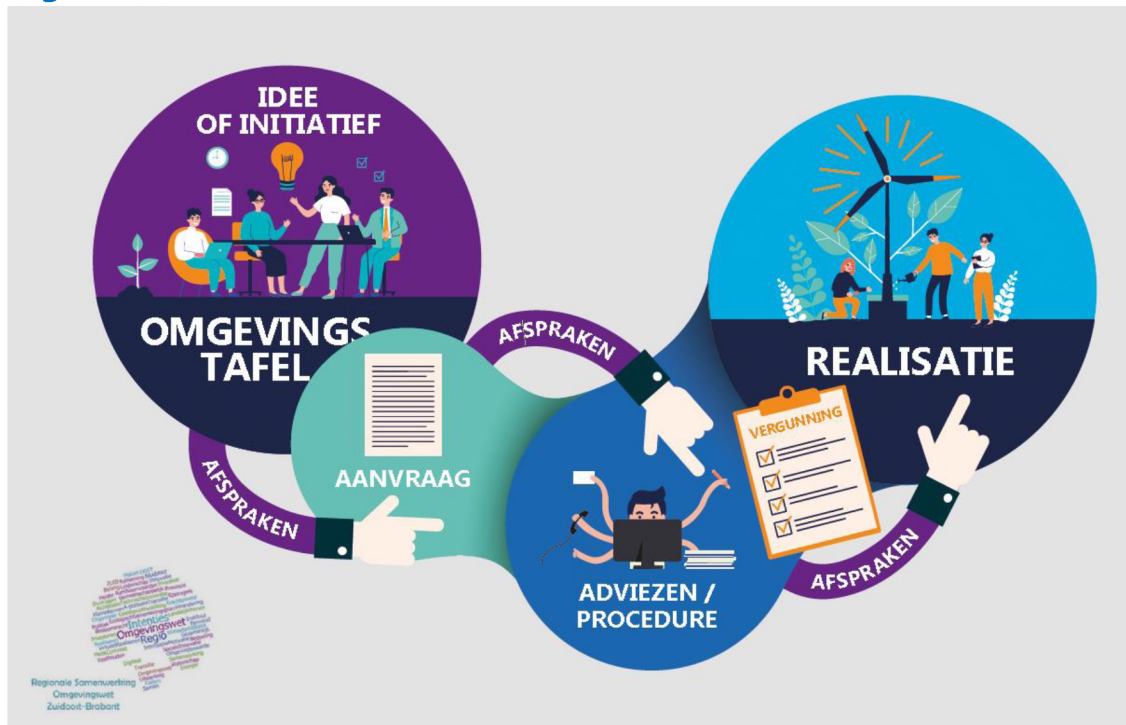 IDEE
OF INITIATIEF
OMGEVINGS
TAFEL
AFSPRAKEN
AANVRAAG
AFSPRAKEN
ADVIEZEN /
PROCEDURE
VERGUNNING
AFSPRAKEN
REALISATIE
Intenties
Omgevingswet
Regio
Regionale Samenwerking
Omgevingswet
Zuidoost-Brabant